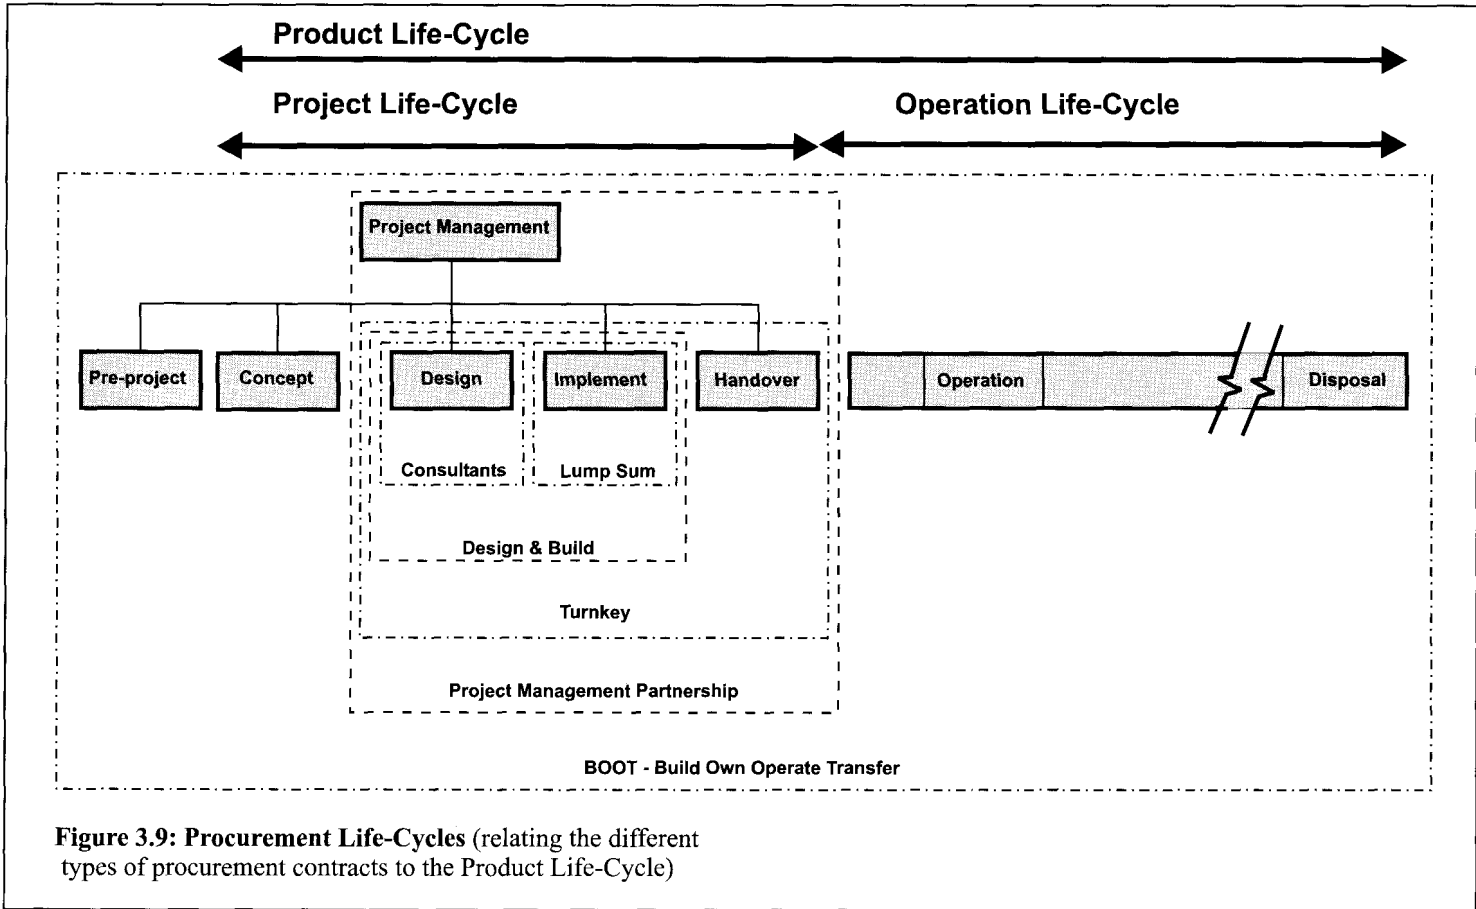 Product Life-Cycle
Project Life-Cycle
Operation Life-Cycle
Project Management
Pre-project
Concept
Design
Implement
Handover
Operation
Disposal
Consultants
Lump Sum
Design & Build
Turnkey
Project Management Partnership
BOOT - Build Own Operate Transfer
Figure 3.9: Procurement Life-Cycles (relating the different
types of procurement contracts to the Product Life-Cycle)